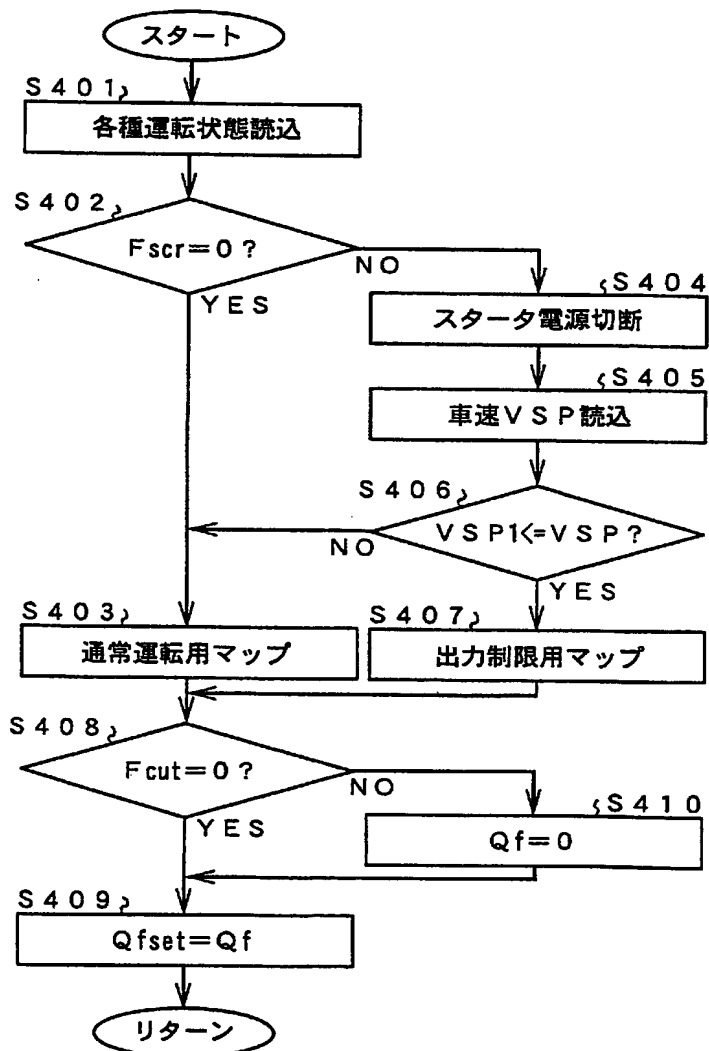 スタート
S401
各種運転状態読込
S402
Fscr=0?
NO
YES
S404
スタータ電源切断
S405
車速VSP読込
S406
VSP1<=VSP?
NO
YES
S403
通常運転用マップ
S407
出力制限用マップ
S408
Fcut=0?
NO
YES
S410
Qf=0
S409
Qfset=Qf
リターン